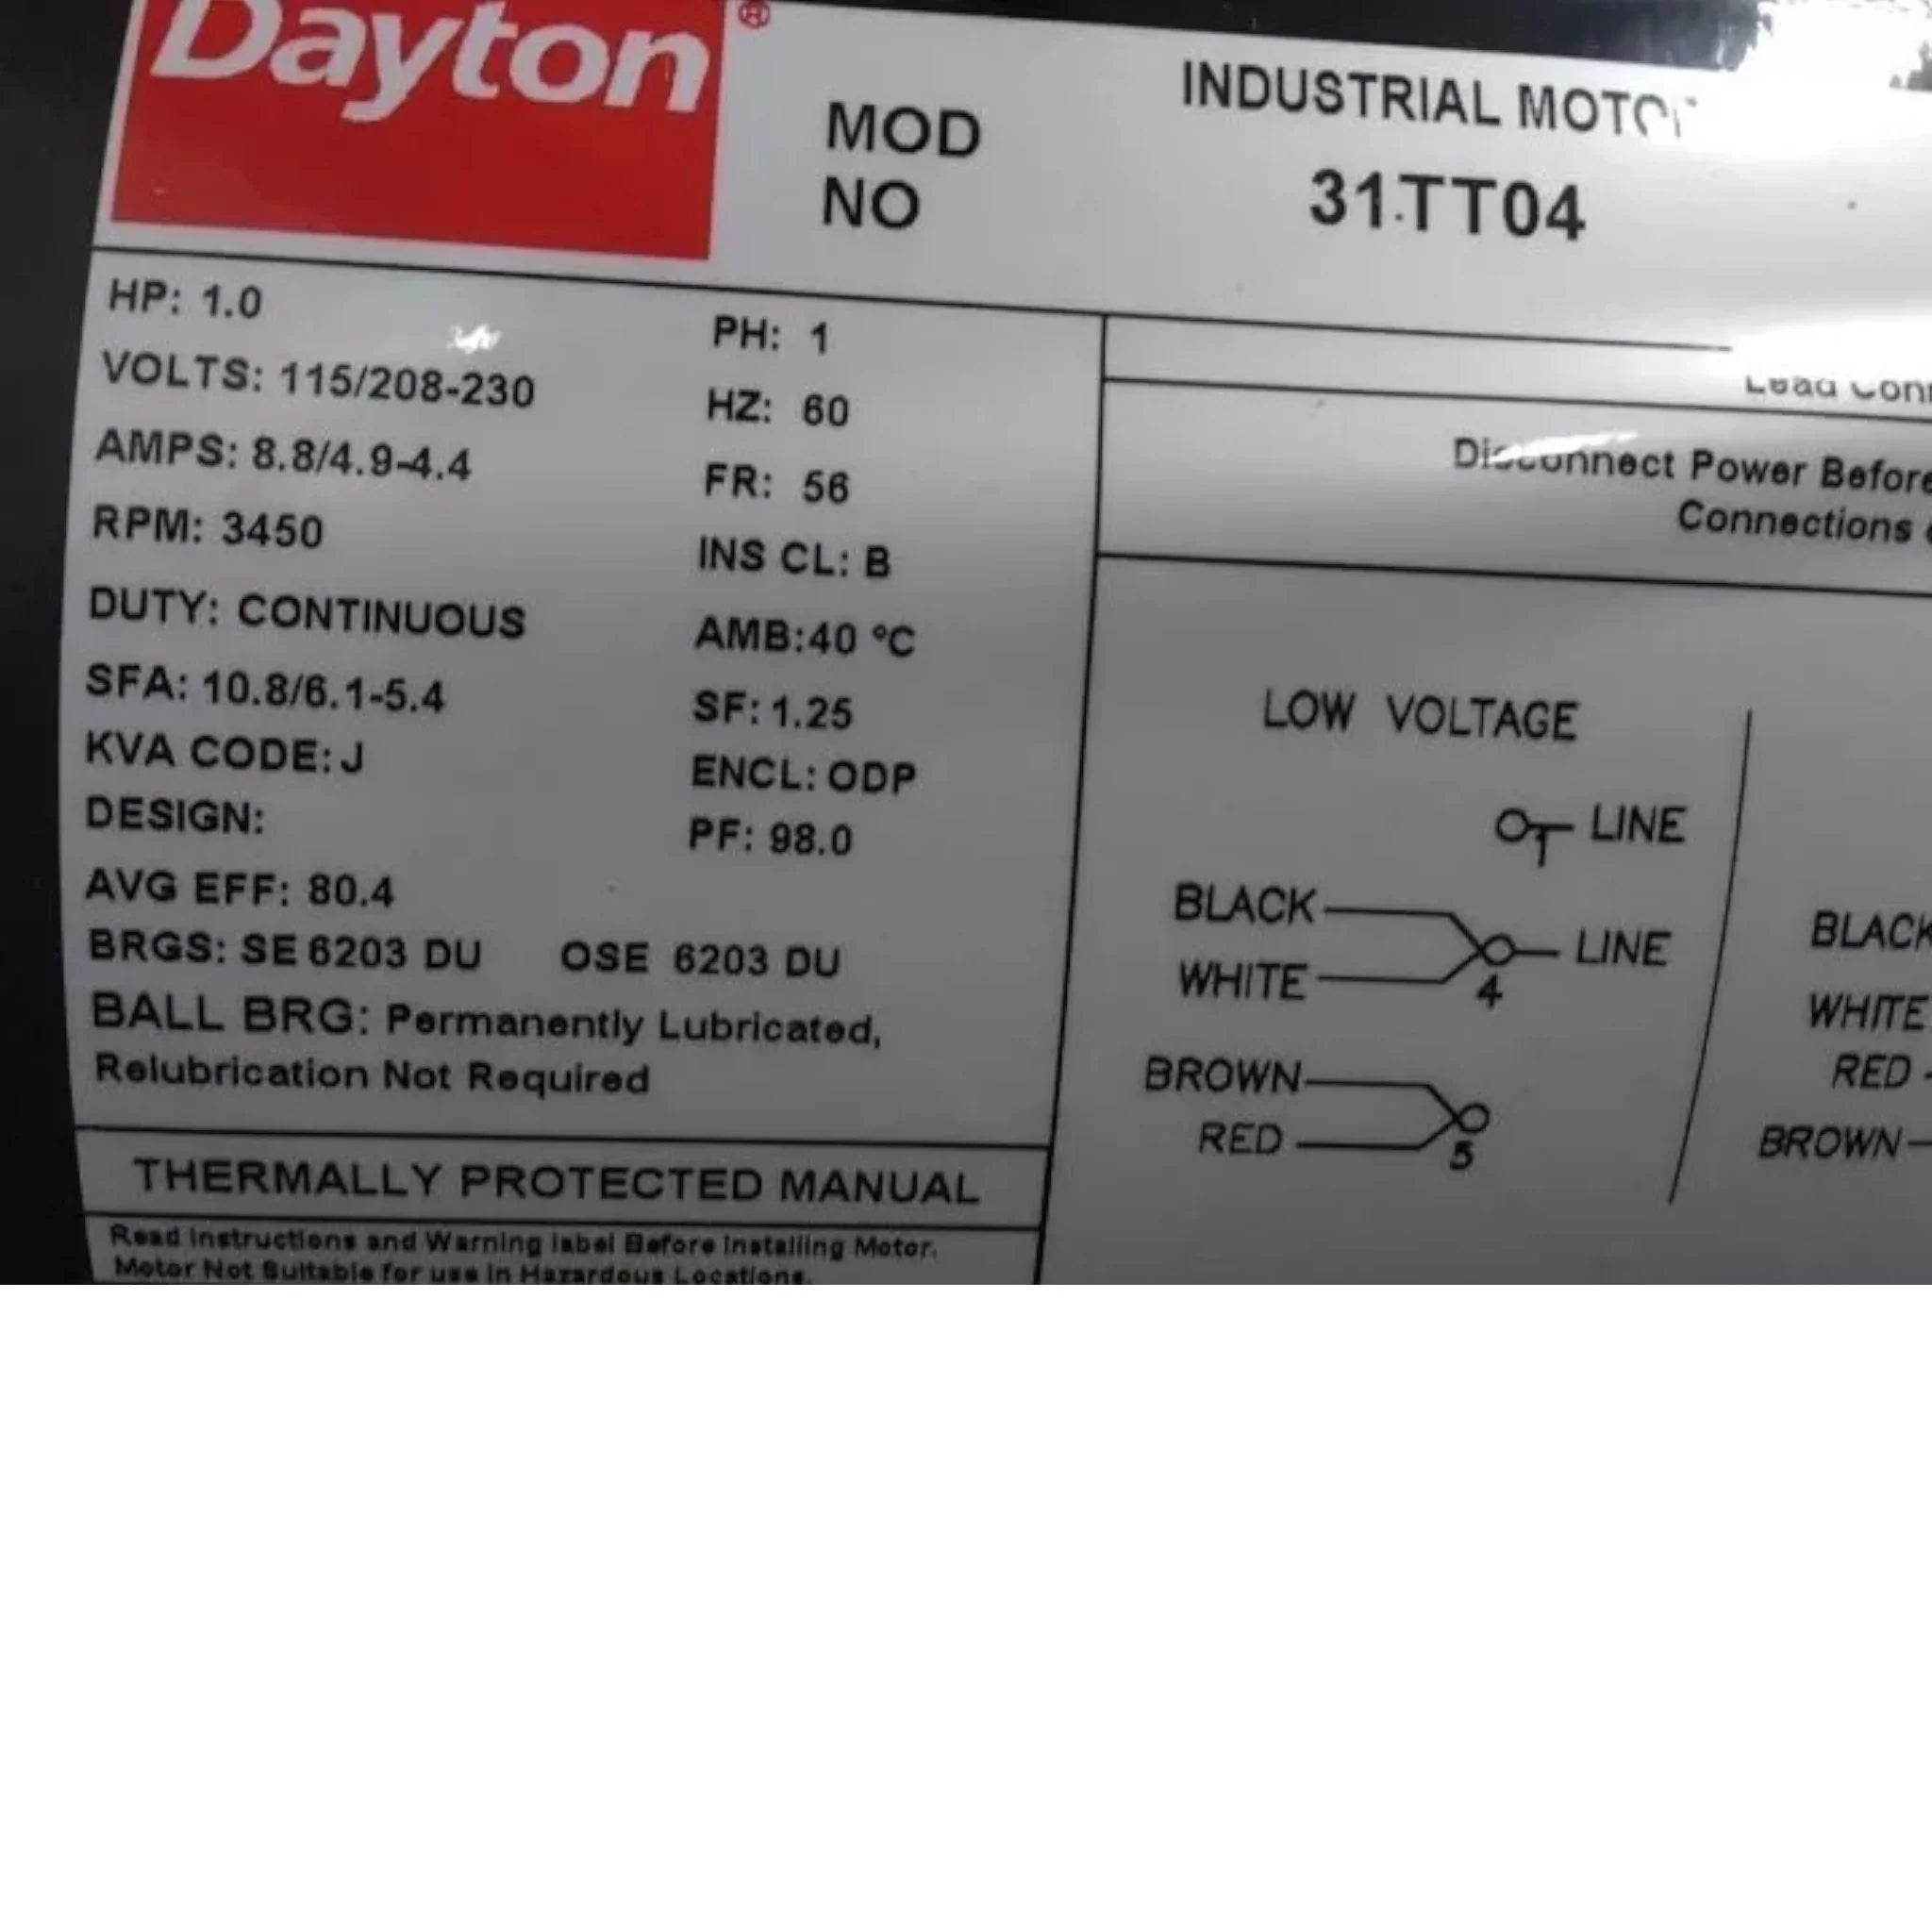 Dayton®
INDUSTRIAL
MOD
NO
31TT04
HP: 1.0
VOLTS: 115/208-230
AMPS: 8.8/4.9-4.4
RPM: 3450
DUTY: CONTINUOUS
SFA: 10.8/6.1-5.4
KVA CODE: J
DESIGN:
AVG EFF: 80.4
PH: 1
HZ: 60
FR: 56
INS CL: B
AMB:40 °C
SF: 1.25
ENCL: ODP
PF: 98.0
BRGS: SE 6203 DU OSE 6203 DU
BALL BRG: Permanently Lubricated,
Relubrication Not Required
THERMALLY PROTECTED MANUAL
Read Instructions and Warning label Before Installing Motor.
Motor Not Suitable for use in Hazardous Locations.
Lead
Disconnect Power Before
Connections
LOW VOLTAGE
LINE
BLACK
WHITE
4
LINE
BROWN
RED
5
BLACK
WHITE
RED
BROWN